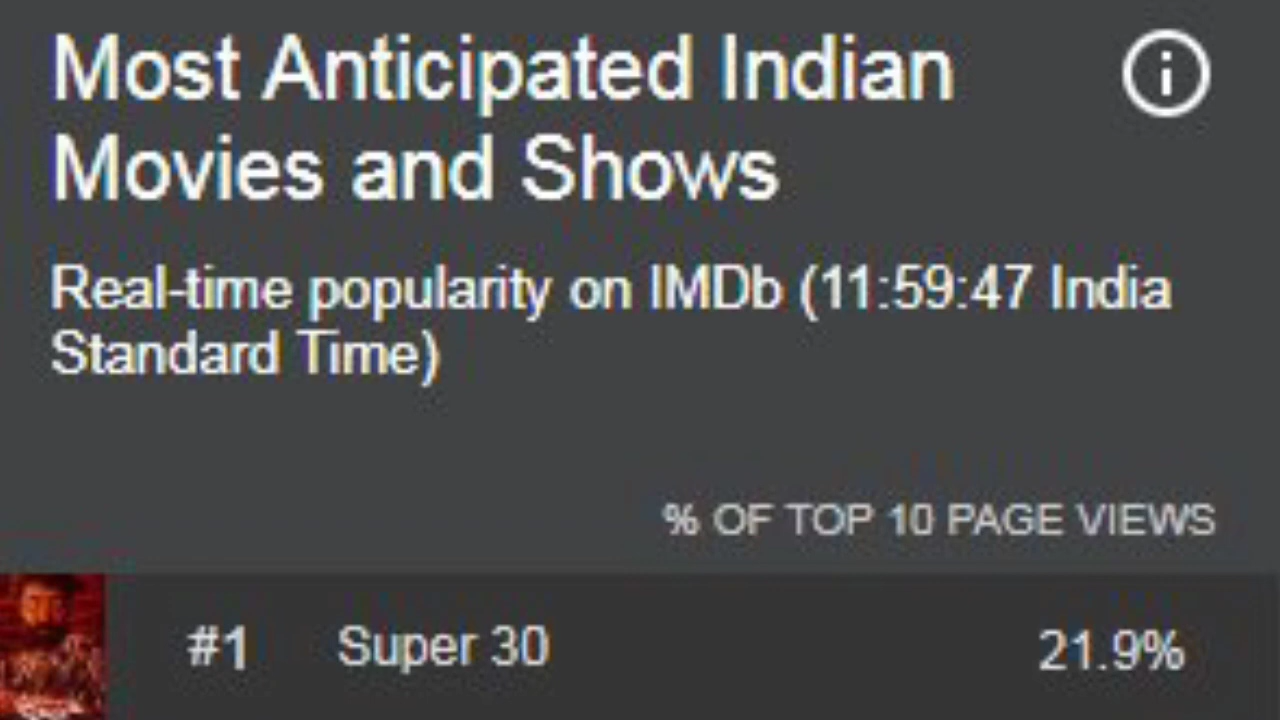 Most Anticipated Indian
Movies and Shows
Real-time popularity on IMDb (11:59:47 India
Standard Time)
% OF TOP 10 PAGE VIEWS
#1 Super 30 21.9%